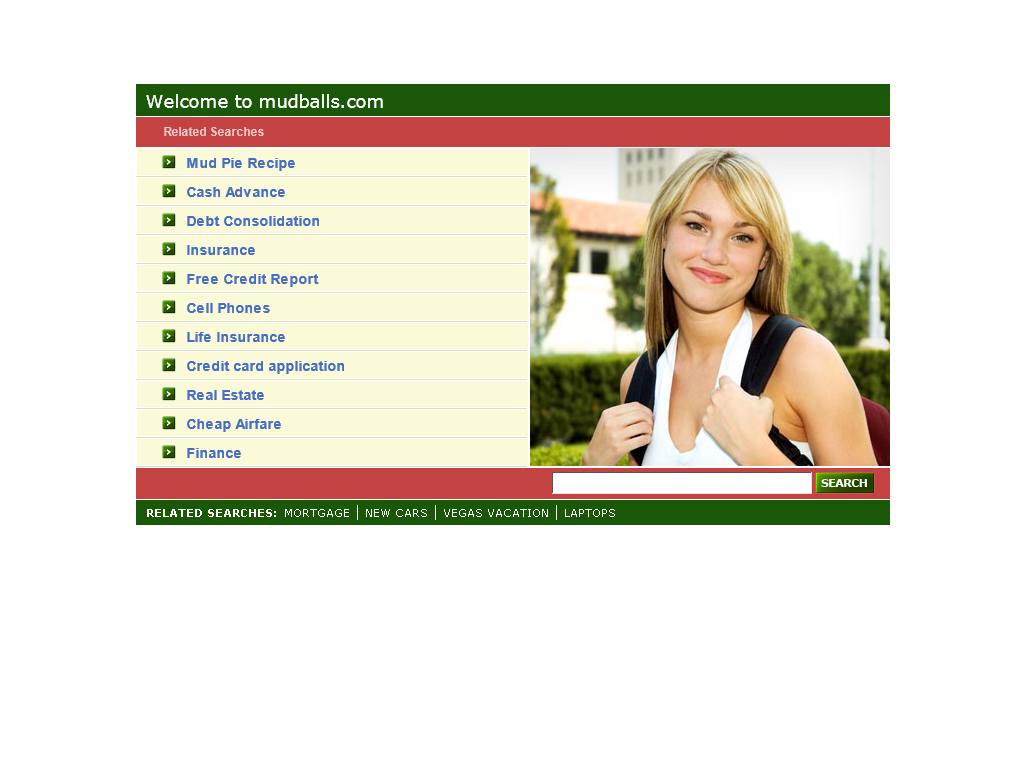 Welcome to mudballs.com
Related Searches
Mud Pie Recipe
Cash Advance
Debt Consolidation
Insurance
Free Credit Report
Cell Phones
Life Insurance
Credit card application
Real Estate
Cheap Airfare
Finance
SEARCH
RELATED SEARCHES: MORTGAGE | NEW CARS | VEGAS VACATION | LAPTOPS